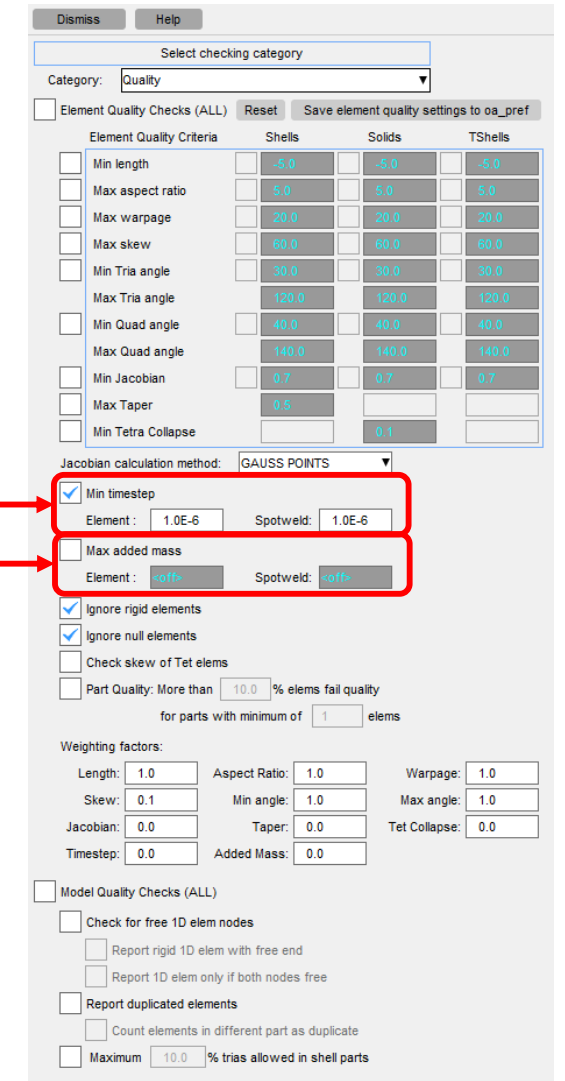 Dismiss Help
Select checking category
Category: Quality
Element Quality Checks (ALL) Reset Save element quality settings to oa_pref
Element Quality Criteria Shells Solids TShells
Min length -5.0 -5.0 -5.0
Max aspect ratio 5.0 5.0 5.0
Max warpage 20.0 20.0 20.0
Max skew 60.0 60.0 60.0
Min Tria angle 30.0 30.0 30.0
Max Tria angle 120.0 120.0 120.0
Min Quad angle 40.0 40.0 40.0
Max Quad angle 140.0 140.0 140.0
Min Jacobian 0.7 0.7 0.7
Max Taper 0.5
Min Tetra Collapse 0.1
Jacobian calculation method: GAUSS POINTS
Min timestep
Element : 1.0E-6 Spotweld: 1.0E-6
Max added mass
Element : <off> Spotweld: <off>
Ignore rigid elements
Ignore null elements
Check skew of Tet elems
Part Quality: More than 10.0 % elems fail quality
for parts with minimum of 1 elems
Weighting factors:
Length: 1.0 Aspect Ratio: 1.0 Warpage: 1.0
Skew: 0.1 Min angle: 1.0 Max angle: 1.0
Jacobian: 0.0 Taper: 0.0 Tet Collapse: 0.0
Timestep: 0.0 Added Mass: 0.0
Model Quality Checks (ALL)
Check for free 1D elem nodes
Report rigid 1D elem with free end
Report 1D elem only if both nodes free
Report duplicated elements
Count elements in different part as duplicate
Maximum 10.0 % trias allowed in shell parts